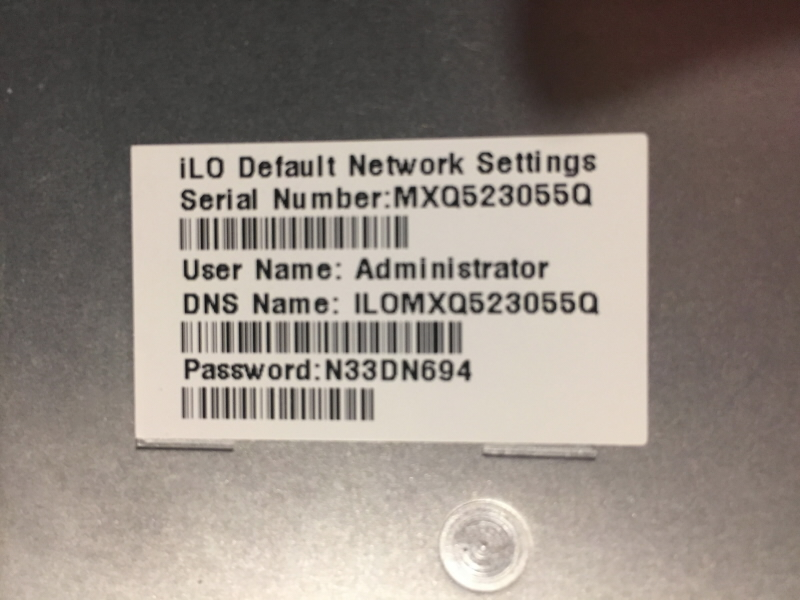 iLO Default Network Settings
Serial Number:MXQ523055Q
User Name: Administrator
DNS Name: ILOMXQ523055Q
Password:N33DN694